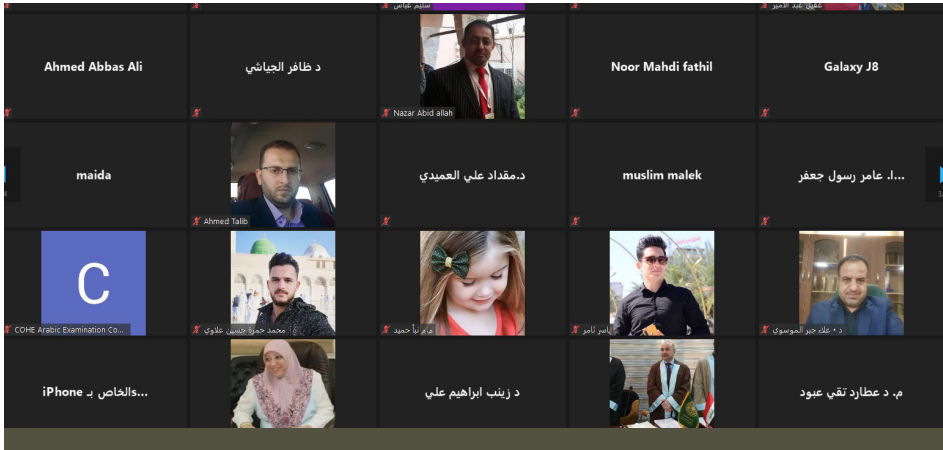 سليم عباس
عقيل عبد الامير
Ahmed Abbas Ali
د ظافر الجياشي
Nazar Abid allah
Noor Mahdi fathil
Galaxy J8
maida
Ahmed Talib
د.مقداد علي العميدي
muslim malek
ا. عامر رسول جعفر...
C
COHE Arabic Examination Co...
محمد حمزة حسين علاوي
م.م نبأ حميد
ياسر ثامر
د • علاء جبر الموسوي
iPhone الخاص بـ...
د زينب ابراهيم علي
م. د عطارد تقي عبود